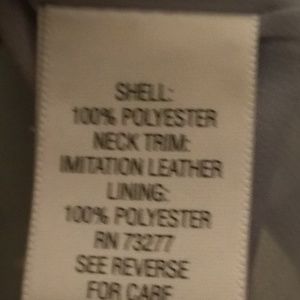 SHELL:
100% POLYESTER
NECK TRIM:
IMITATION LEATHER
LINING:
100% POLYESTER
RN 73277
SEE REVERSE
FOR CARE